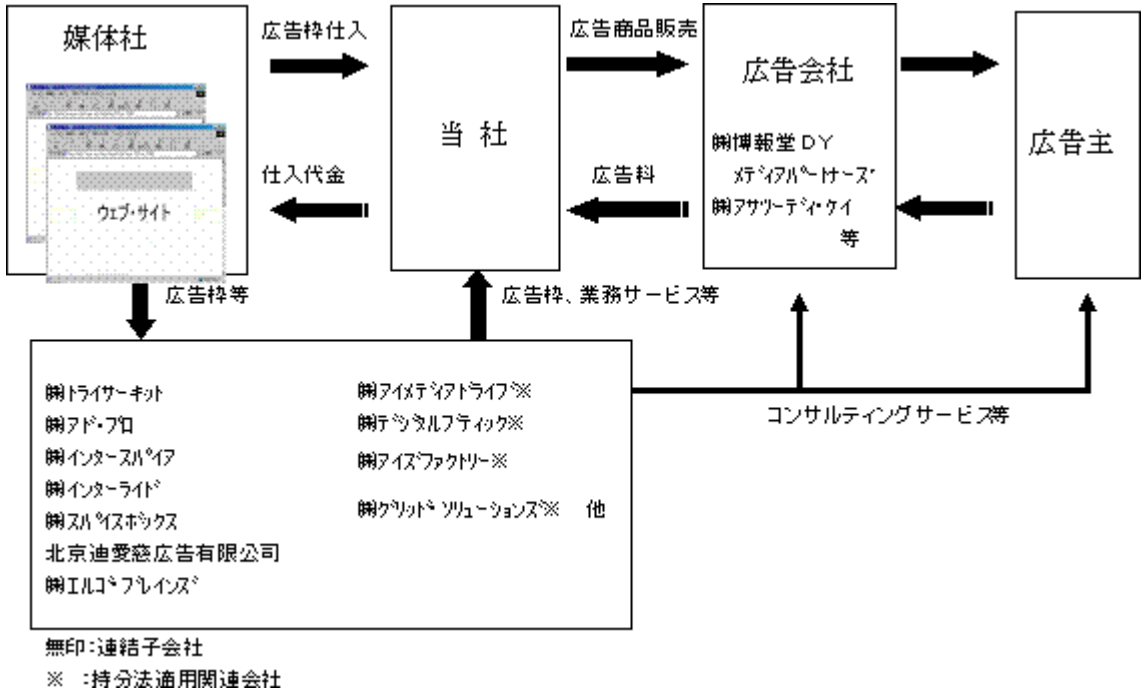 媒体社
ウェブ・サイト
広告枠仕入
仕入代金
当社
広告商品販売
広告料
広告会社
㈱博報堂DY
ﾒﾃﾞｨｱﾊﾟｰﾄﾅｰｽﾞ
㈱ｱｻﾂｰﾃﾞｨ・ｹｲ
等
広告主
広告枠等
広告枠、業務サービス等
㈱ﾄﾗｲｻｰｷｯﾄ
㈱ｱﾄﾞ・ﾌﾟﾛ
㈱ｲﾝﾀｰｽﾊﾟｲｱ
㈱ｲﾝﾀｰﾗｲﾄﾞ
㈱ｽﾊﾟｲｽﾎﾞｯｸｽ
北京迪愛慈広告有限公司
㈱ｴﾙｺﾞﾌﾞﾚｲﾝｽﾞ
㈱ｱｲﾒﾃﾞｨｱﾄﾞﾗｲﾌﾞ※
㈱ﾃﾞｼﾞﾀﾙﾌﾞﾃｨｯｸ※
㈱ｱｲｽﾞﾌｧｸﾄﾘｰ※
㈱ｸﾞﾘｯﾄﾞｿﾘｭｰｼｮﾝｽﾞ※ 他
コンサルティングサービス等
無印：連結子会社
※ ：持分法適用関連会社